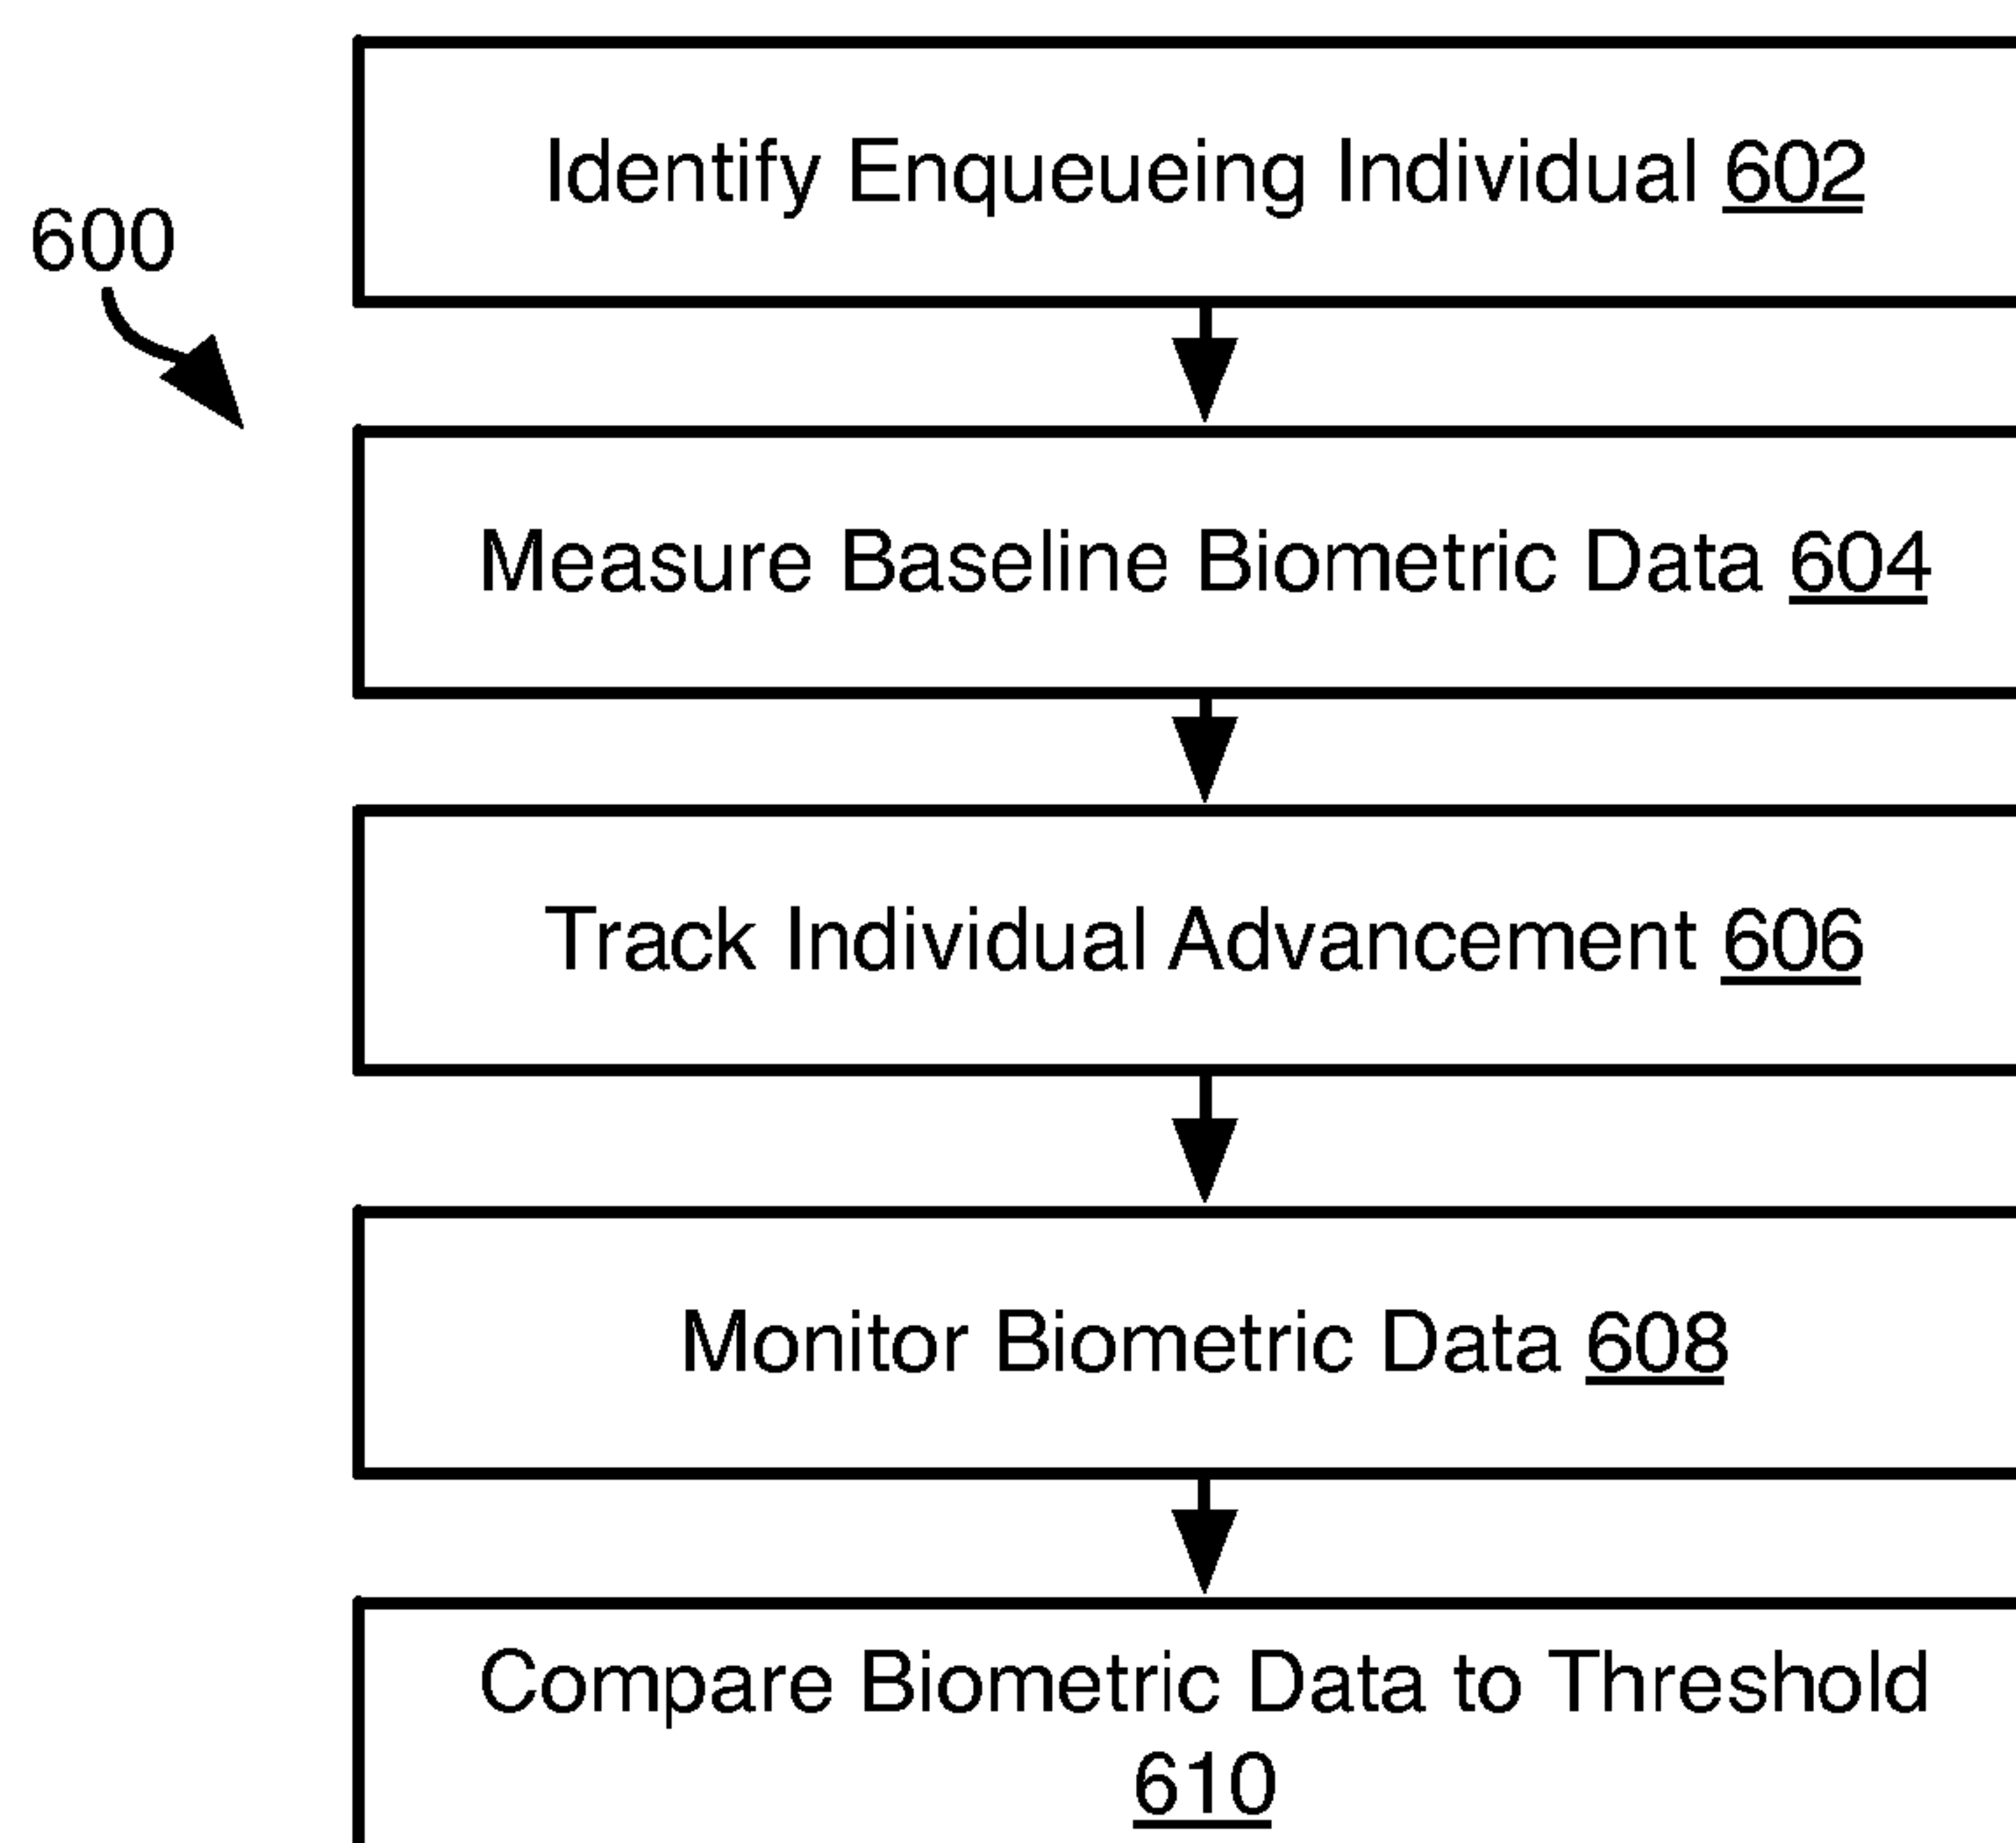 Identify Enqueueing Individual 602
600
Measure Baseline Biometric Data 604
Track Individual Advancement 606
Monitor Biometric Data 608
Compare Biometric Data to Threshold
610